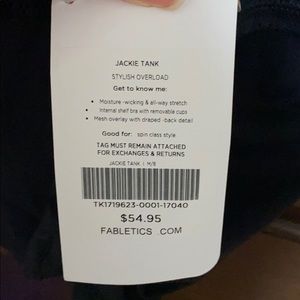 JACKIE TANK
STYLISH OVERLOAD
Get to know me:
• Moisture -wicking & all-way stretch
• Internal shelf bra with removable cups
• Mesh overlay with draped -back detail
Good for: spin class style
TAG MUST REMAIN ATTACHED
FOR EXCHANGES & RETURNS
JACKIE TANK | M/8
TK1719623-0001-17040
$54.95
FABLETICS .COM